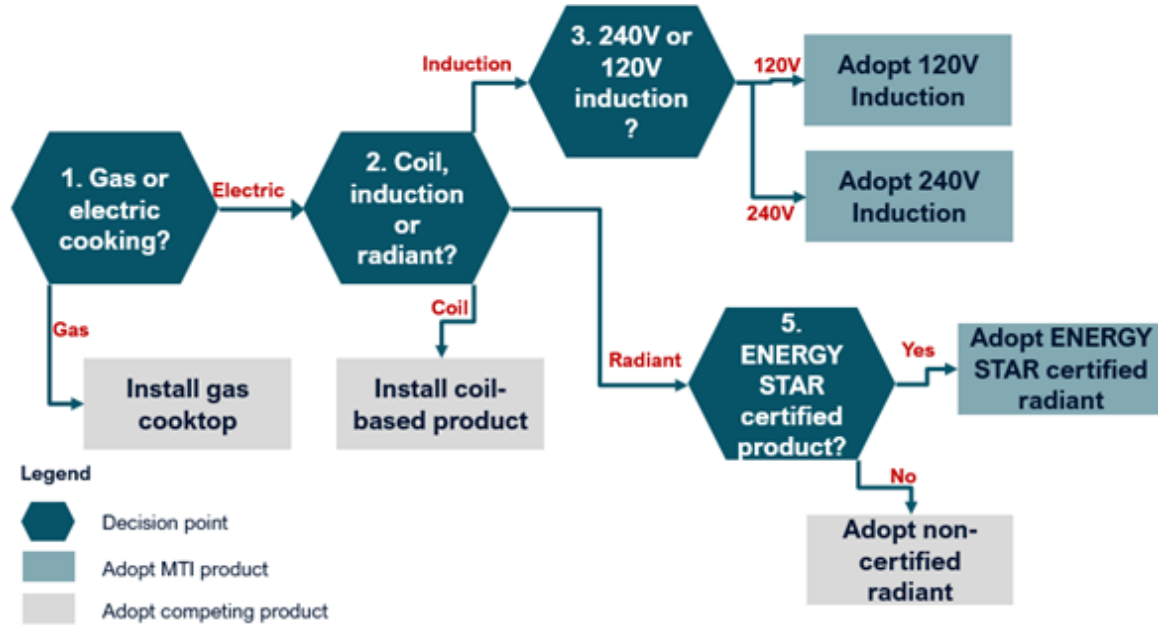 1. Gas or
electric
cooking?
Electric
Gas
Install gas
cooktop
2. Coil,
induction
or
radiant?
Induction
Coil
Install coil-
based product
Radiant
3. 240V or
120V
induction
?
120V
Adopt 120V
Induction
240V
Adopt 240V
Induction
5.
ENERGY
STAR
certified
product?
Yes
Adopt ENERGY
STAR certified
radiant
No
Adopt non-
certified
radiant
Legend
Decision point
Adopt MTI product
Adopt competing product